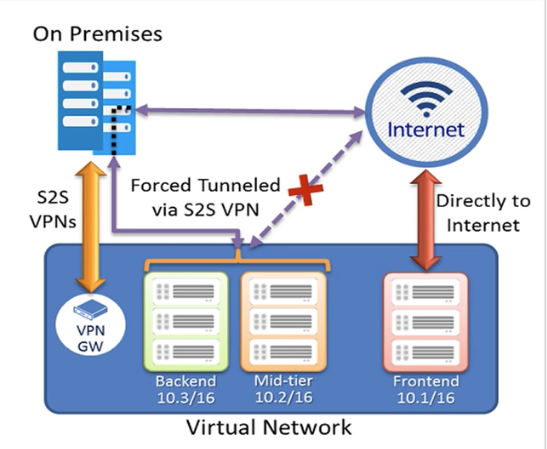 On Premises
Internet
S2S
VPNs
Forced Tunneled
via S2S VPN
Directly to
Internet
VPN
GW
Backend
10.3/16
Mid-tier
10.2/16
Frontend
10.1/16
Virtual Network